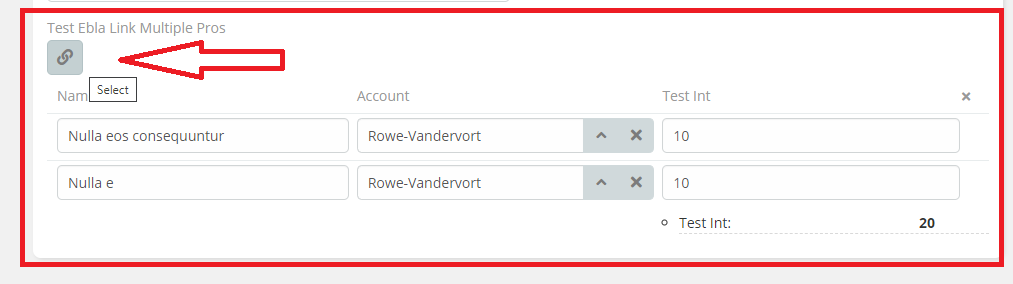 Test Ebla Link Multiple Pros
Select
Nam Account Test Int
Nulla eos consequuntur Rowe-Vandervort 10
Nulla e Rowe-Vandervort 10
Test Int: 20